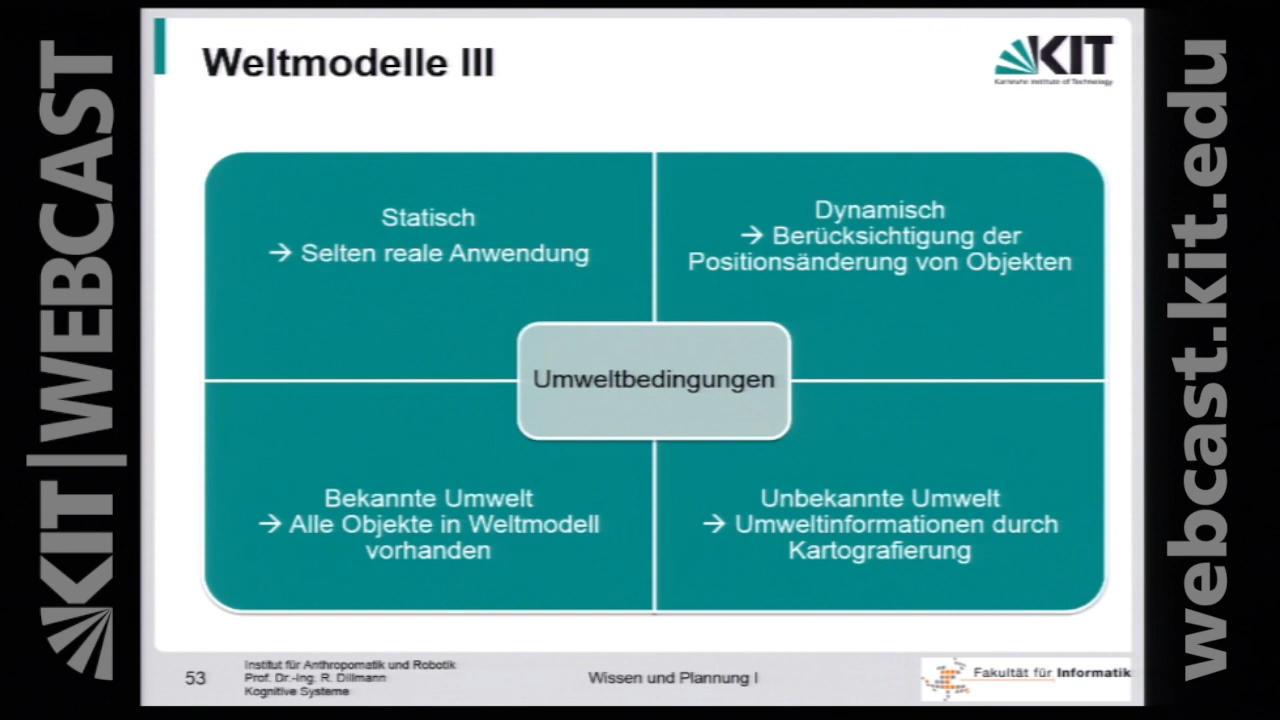 KIT|WEBCAST
Weltmodelle III
KIT
Karlsruhe Institute of Technology
Statisch
→ Selten reale Anwendung
Dynamisch
→ Berücksichtigung der
Positionsänderung von Objekten
Umweltbedingungen
Bekannte Umwelt
→ Alle Objekte in Weltmodell
vorhanden
Unbekannte Umwelt
→ Umweltinformationen durch
Kartografierung
53
Institut für Anthropomatik und Robotik
Prof. Dr.-Ing. R. Dillmann
Kognitive Systeme
Wissen und Plannung I
Fakultät für Informatik
webcast.kit.edu